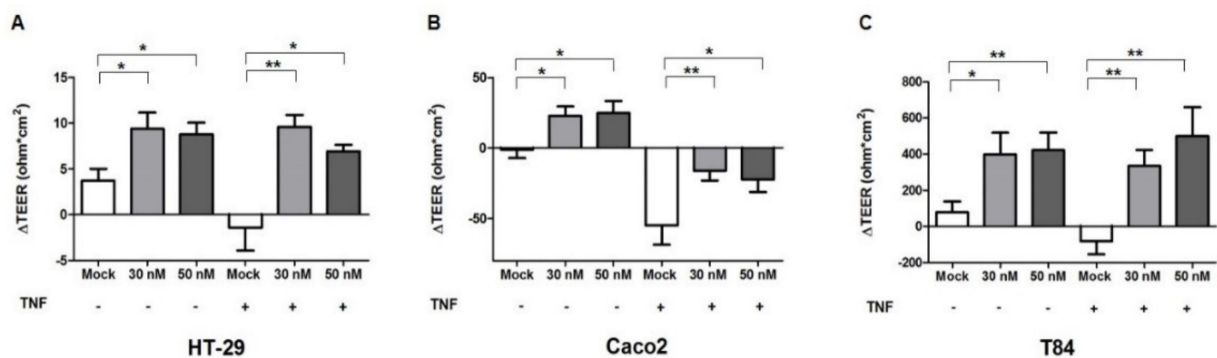 A
* *
* **
15
10
5
0
-5
ΔTEER (ohm*cm²)
Mock 30 nM 50 nM Mock 30 nM 50 nM
TNF - - - + + +
HT-29
B
* *
* **
50
0
-50
ΔTEER (ohm*cm²)
Mock 30 nM 50 nM Mock 30 nM 50 nM
- - - + + +
Caco2
C
** **
* **
800
600
400
200
0
-200
ΔTEER (ohm*cm²)
Mock 30 nM 50 nM Mock 30 nM 50 nM
TNF - - - + + +
T84